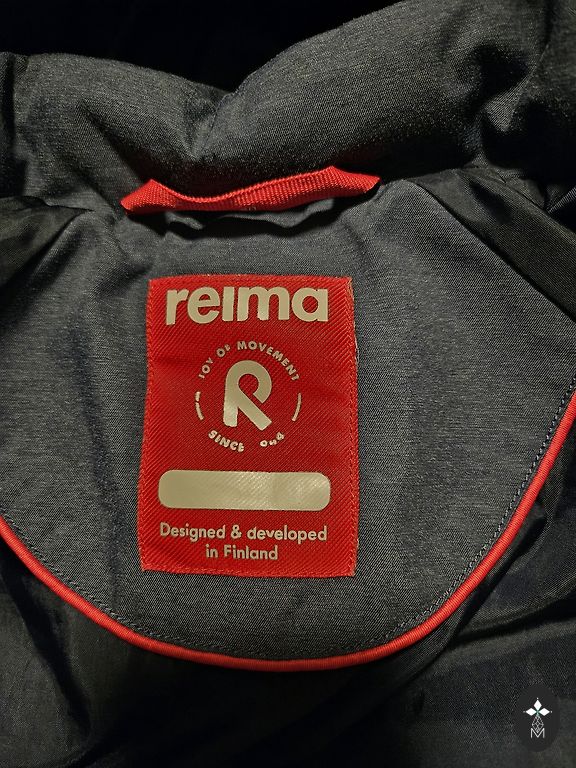 reima
JOY OF MOVEMENT
R
SINCE
Designed & developed
in Finland
M